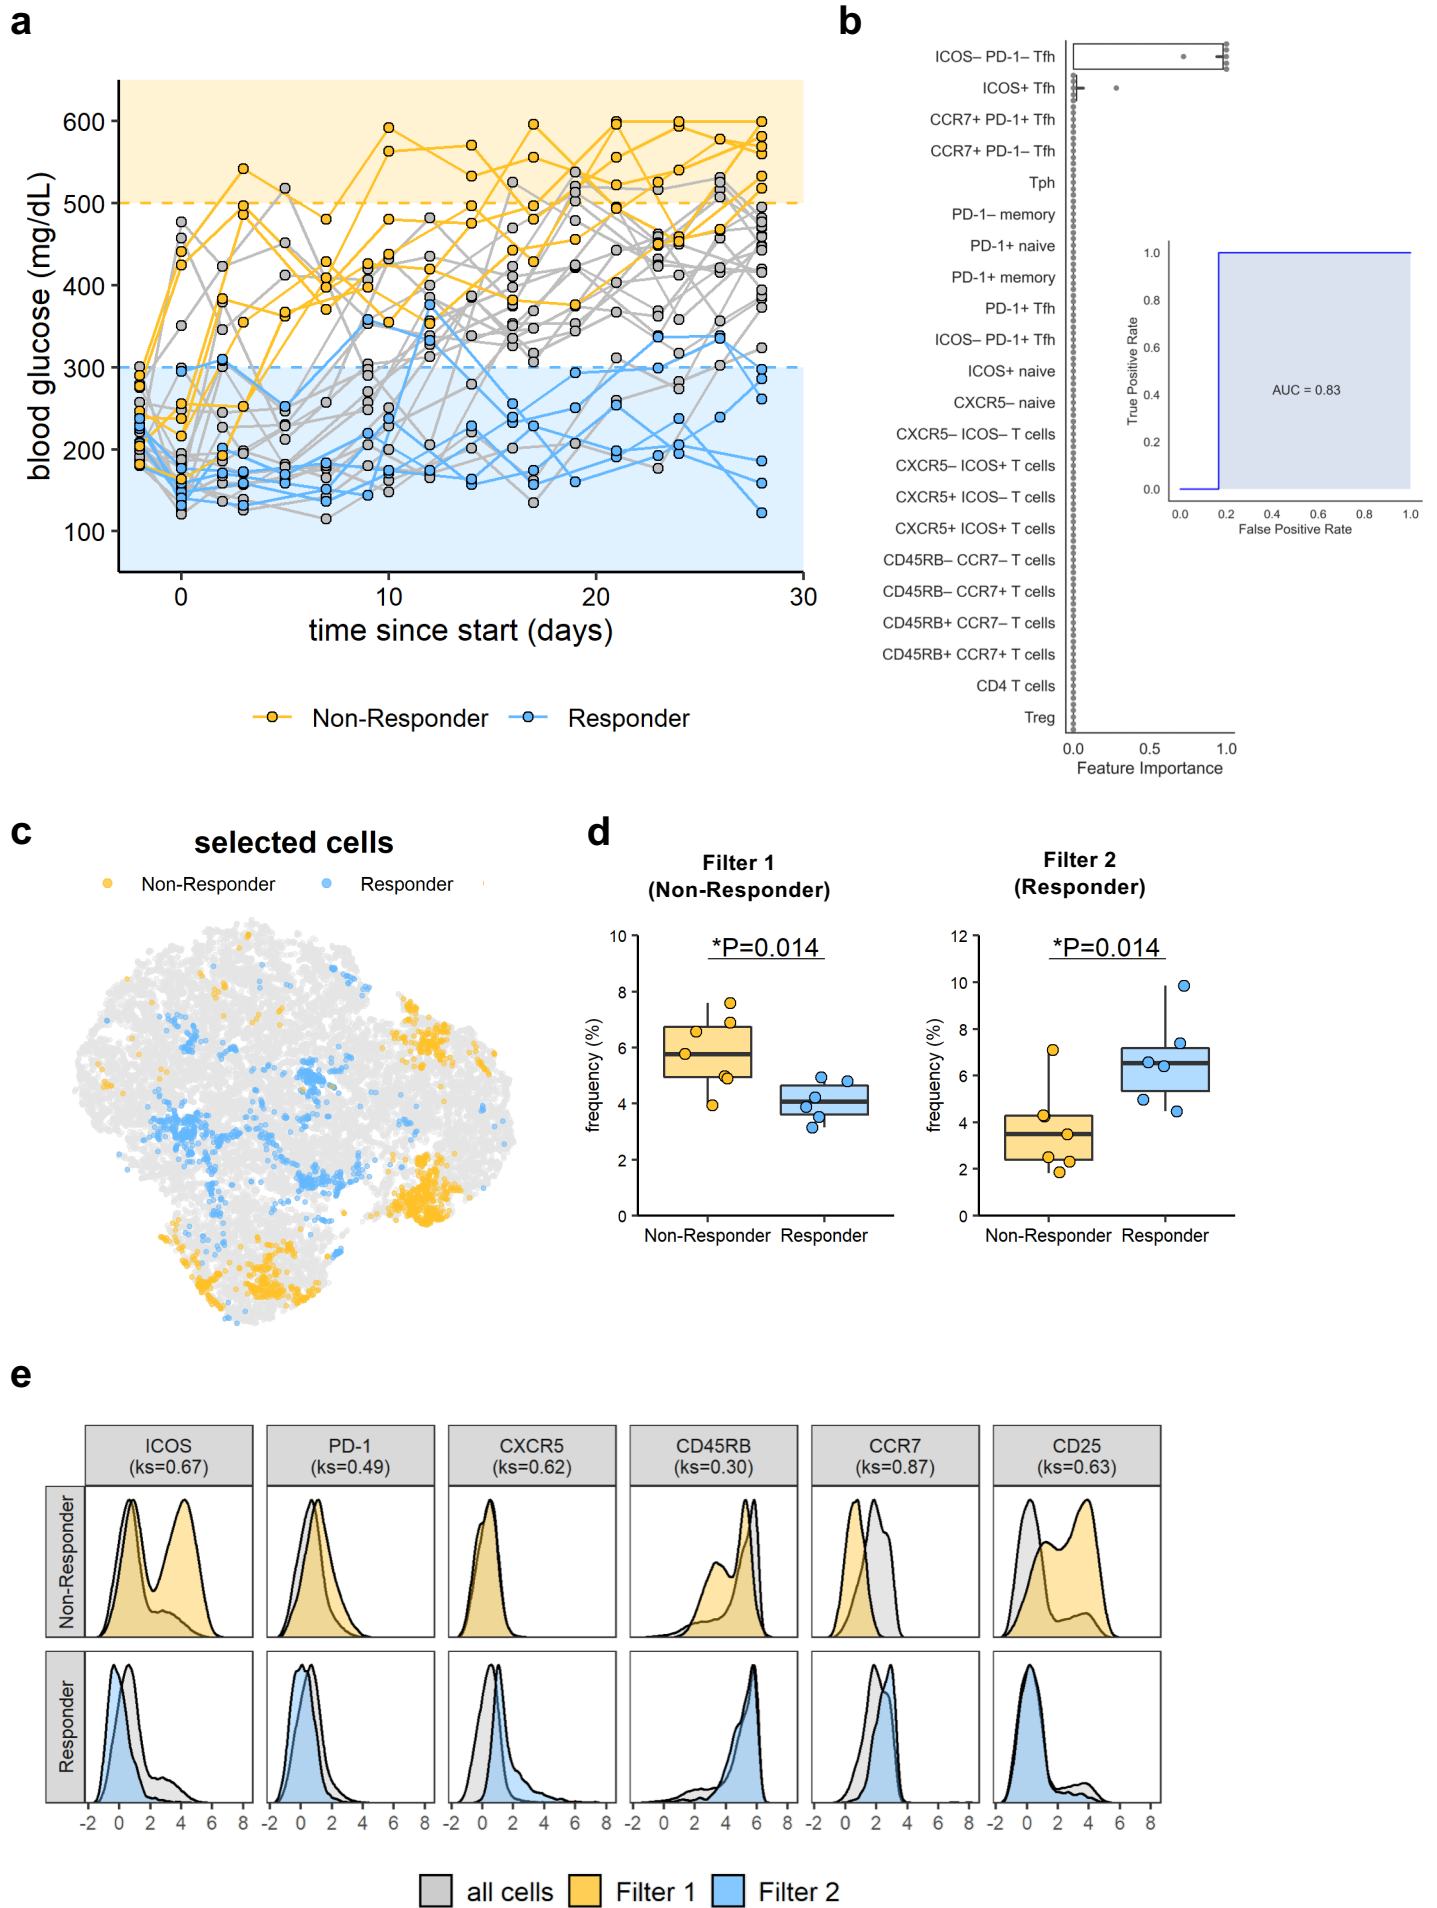 a
blood glucose (mg/dL)
600
500
400
300
200
100
0
10
20
30
time since start (days)
Non-Responder
Responder
b
ICOS– PD-1– Tfh
ICOS+ Tfh
CCR7+ PD-1+ Tfh
CCR7+ PD-1– Tfh
Tph
PD-1– memory
PD-1+ naive
PD-1+ memory
PD-1+ Tfh
ICOS– PD-1+ Tfh
ICOS+ naive
CXCR5– naive
CXCR5– ICOS– T cells
CXCR5– ICOS+ T cells
CXCR5+ ICOS– T cells
CXCR5+ ICOS+ T cells
CD45RB– CCR7– T cells
CD45RB– CCR7+ T cells
CD45RB+ CCR7– T cells
CD45RB+ CCR7+ T cells
CD4 T cells
Treg
0.0 0.5 1.0
Feature Importance
True Positive Rate
1.0
0.8
0.6
0.4
0.2
0.0
AUC = 0.83
0.0 0.2 0.4 0.6 0.8 1.0
False Positive Rate
c
selected cells
Non-Responder
Responder
d
Filter 1
(Non-Responder)
*P=0.014
frequency (%)
10
8
6
4
2
0
Non-Responder Responder
Filter 2
(Responder)
*P=0.014
frequency (%)
12
10
8
6
4
2
0
Non-Responder Responder
e
ICOS
(ks=0.67)
PD-1
(ks=0.49)
CXCR5
(ks=0.62)
CD45RB
(ks=0.30)
CCR7
(ks=0.87)
CD25
(ks=0.63)
Non-Responder
Responder
-2 0 2 4 6 8
-2 0 2 4 6 8
-2 0 2 4 6 8
-2 0 2 4 6 8
-2 0 2 4 6 8
-2 0 2 4 6 8
all cells
Filter 1
Filter 2